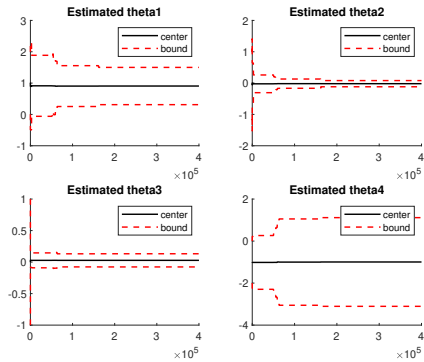 Estimated theta1
3
2
1
0
-1
0 1 2 3 4
×10^5
center
bound
Estimated theta2
2
0
-2
0 1 2 3 4
×10^5
center
bound
Estimated theta3
1
0.5
0
-0.5
-1
0 1 2 3 4
×10^5
center
bound
Estimated theta4
2
0
-2
-4
0 1 2 3 4
×10^5
center
bound